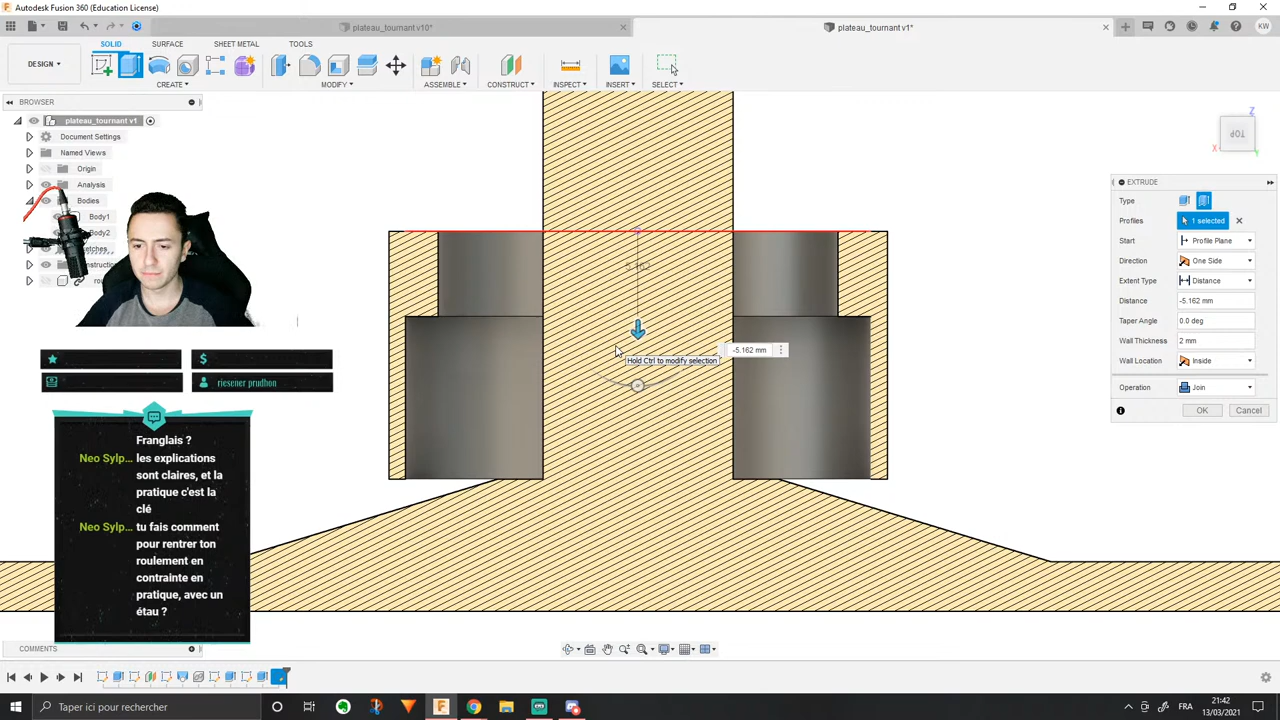 Autodesk Fusion 360 (Education License)
plateau_tournant v10*
plateau_tournant v1*
KW
SOLID
SURFACE
SHEET METAL
TOOLS
DESIGN
CREATE
MODIFY
ASSEMBLE
CONSTRUCT
INSPECT
INSERT
SELECT
BROWSER
plateau_tournant v1
Document Settings
Named Views
Origin
Analysis
Bodies
Body1
Body2
TOP
Z
X
Y
EXTRUDE
Type
Profiles
1 selected
Start
Profile Plane
Direction
One Side
Extent Type
Distance
Distance
-5.162 mm
Taper Angle
0.0 deg
Wall Thickness
2 mm
Wall Location
Inside
Operation
Join
OK
Cancel
5.162
-5.162 mm
Hold Ctrl to modify selection
$
riesener prudhon
Franglais ?
Neo Sylp... les explications
sont claires, et la
pratique c'est la
clé
Neo Sylp... tu fais comment
pour rentrer ton
roulement en
contrainte en
pratique, avec un
étau ?
COMMENTS
Taper ici pour rechercher
FRA
21:42
13/03/2021